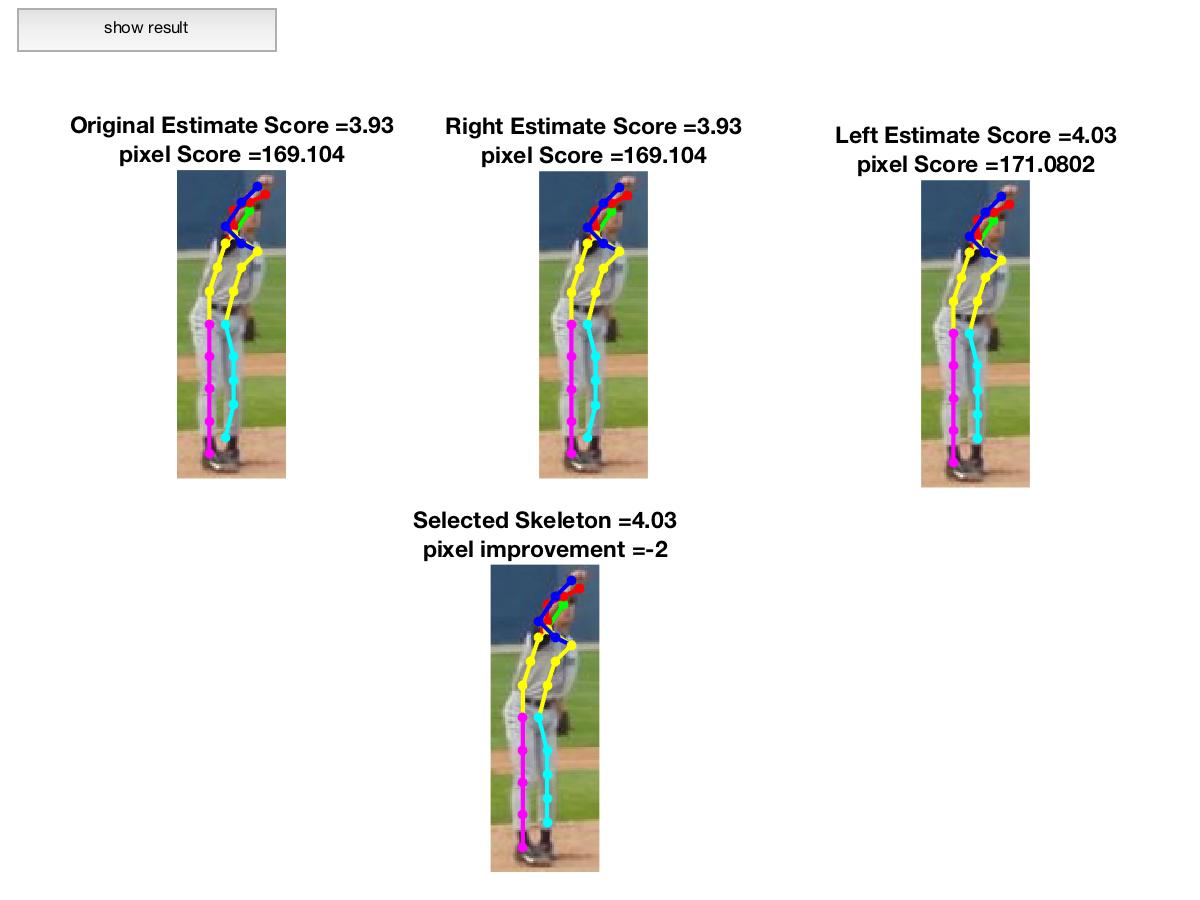 show result
Original Estimate Score =3.93
pixel Score =169.104
Right Estimate Score =3.93
pixel Score =169.104
Left Estimate Score =4.03
pixel Score =171.0802
Selected Skeleton =4.03
pixel improvement =-2